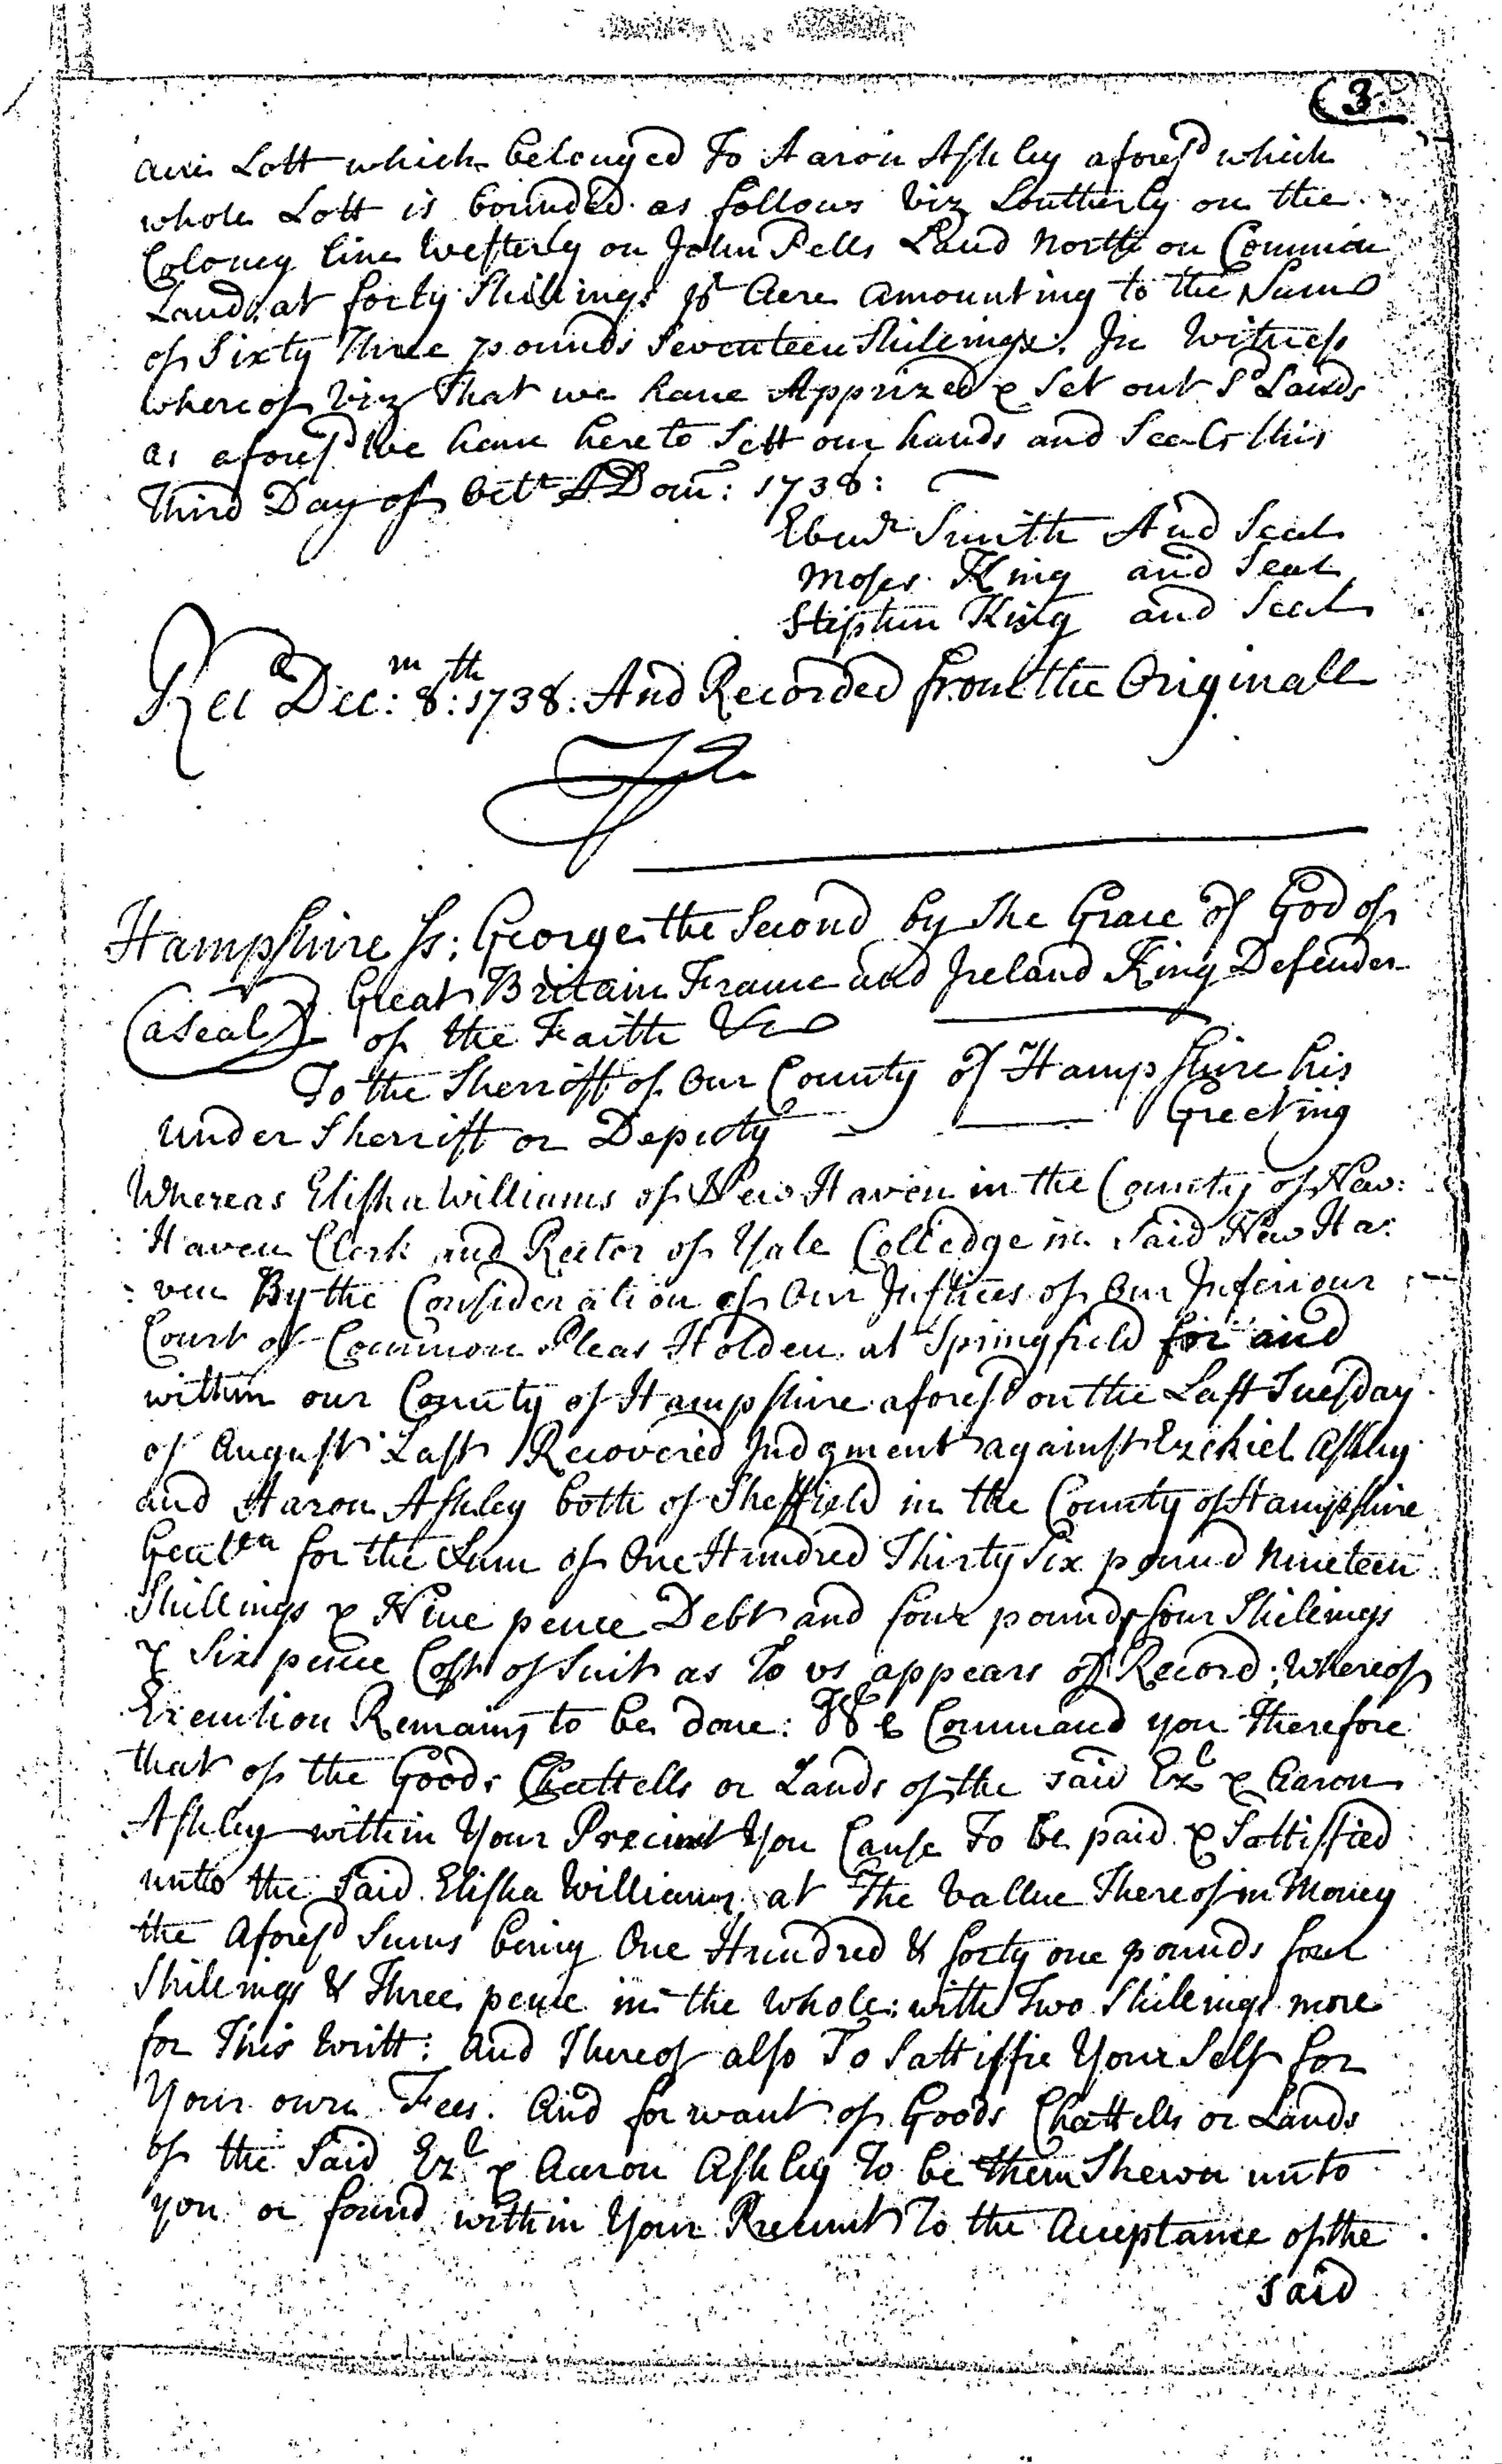 (3
acre Lott which belonged To Aaron Ashley afores^d which
whole Lott is bounded as follows viz Southerly on the
Coloney line Westerly on John Pells Land North on Common
Land at forty Shillings pr Acre amounting to the Sum
of Sixty Three pounds Seventeen Shilings. In Witness
whereof viz That we have Apprized & Set out S^d Lands
as afores^d We have hereto Sett our hands and Seals this
Third Day of Oct^r A Dom: 1738:
Eben^r Smith And Seal
Moses King and Seal
Stephen King and Seal
Rec^d Dec^m: 8^th: 1738: And Recorded from the Originall
Hampshire Ss: George the Second by the Grace of God of
Great Britain France and Ireland King Defender
(a Seal) of the Faith &c
To the Sherriff of Our County of Hampshire his
under Sherriff or Deputy Greeting
Whereas Elisha Williams of New Haven in the County of New:
Haven Clerk and Rector of Yale Colledge in Said New Ha:
ven By the Consideration of Our Justices of Our Inferiour
Court of Common Pleas Holden at Springfield for and
within our County of Hampshire afores^d on the Last Tuesday
of August Last Recovered Judgment against Ezekiel Ashley
and Aaron Ashley both of Sheffield in the County of Hampshire
Gentn for the Sum of One Hundred Thirty Six pound Nineteen
Shillings & Nine pence Debt and four pounds four Shilings
& Six pence Cost of Suit as To us appears of Record: Whereof
Execution Remains to be done: We Command you Therefore
that of the Goods Chattells or Lands of the said Ez^l & Aaron
Ashley within Your Precinct You Cause To be paid & Sattisfied
unto the Said Elisha Williams at The Vallue Thereof in Money
the Afores^d Sums being One Hundred & forty one pounds four
Shilings & Three pence in the whole: with Two Shilings more
for This Writt: And Thereof also To Sattisfie Your Self for
Your own Fees. And for want of Goods Chattells or Lands
of the Said Ez^l & Aaron Ashley To be Them Shewn unto
you or found within Your Precinct To the Acceptance of the
said